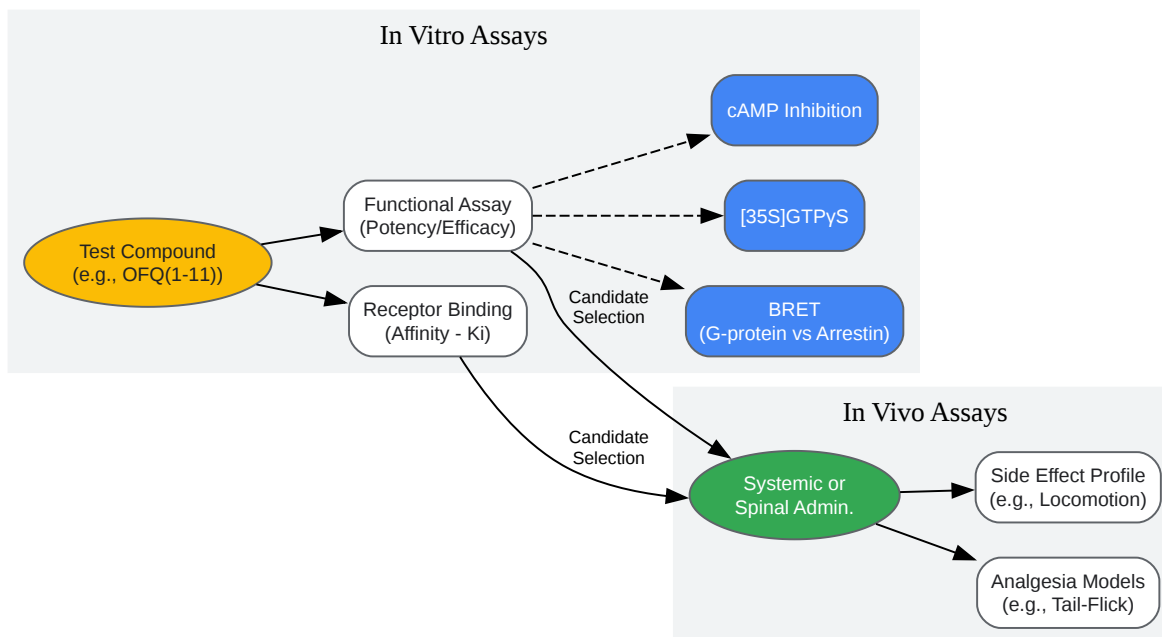 In Vitro Assays
cAMP Inhibition
Functional Assay
(Potency/Efficacy)
[35S]GTPγS
Test Compound
(e.g., OFQ(1-11))
Receptor Binding
(Affinity - Ki)
Candidate
Selection
BRET
(G-protein vs Arrestin)
In Vivo Assays
Candidate
Selection
Systemic or
Spinal Admin.
Side Effect Profile
(e.g., Locomotion)
Analgesia Models
(e.g., Tail-Flick)